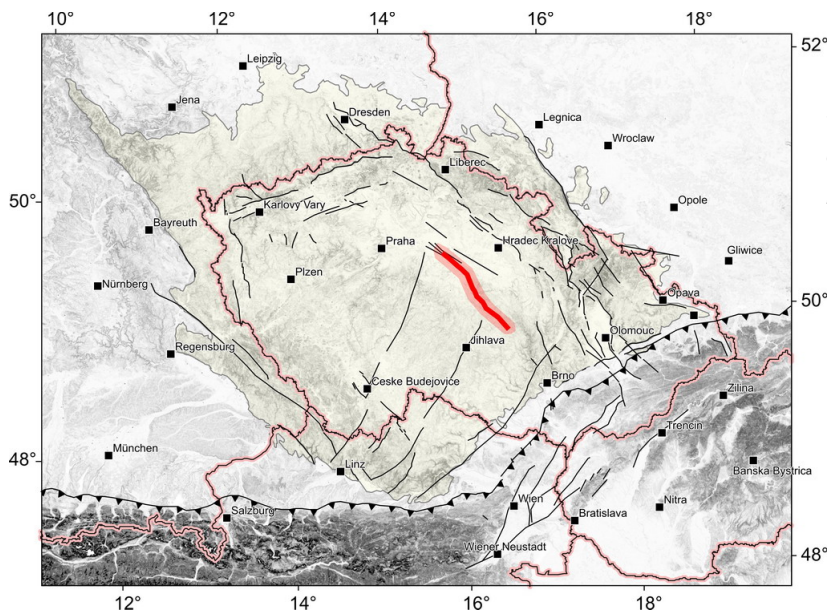 10°
12°
14°
16°
18°
52°
Leipzig
Jena
Dresden
Legnica
Wroclaw
Liberec
50°
Karlovy Vary
Opole
Bayreuth
Praha
Hradec Kralove
Gliwice
Plzen
Nürnberg
Opava
50°
Regensburg
Jihlava
Olomouc
Ceske Budejovice
Brno
Zilina
Trencin
48°
München
Linz
Banska Bystrica
Salzburg
Wien
Nitra
Bratislava
Wiener Neustadt
48°
12°
14°
16°
18°